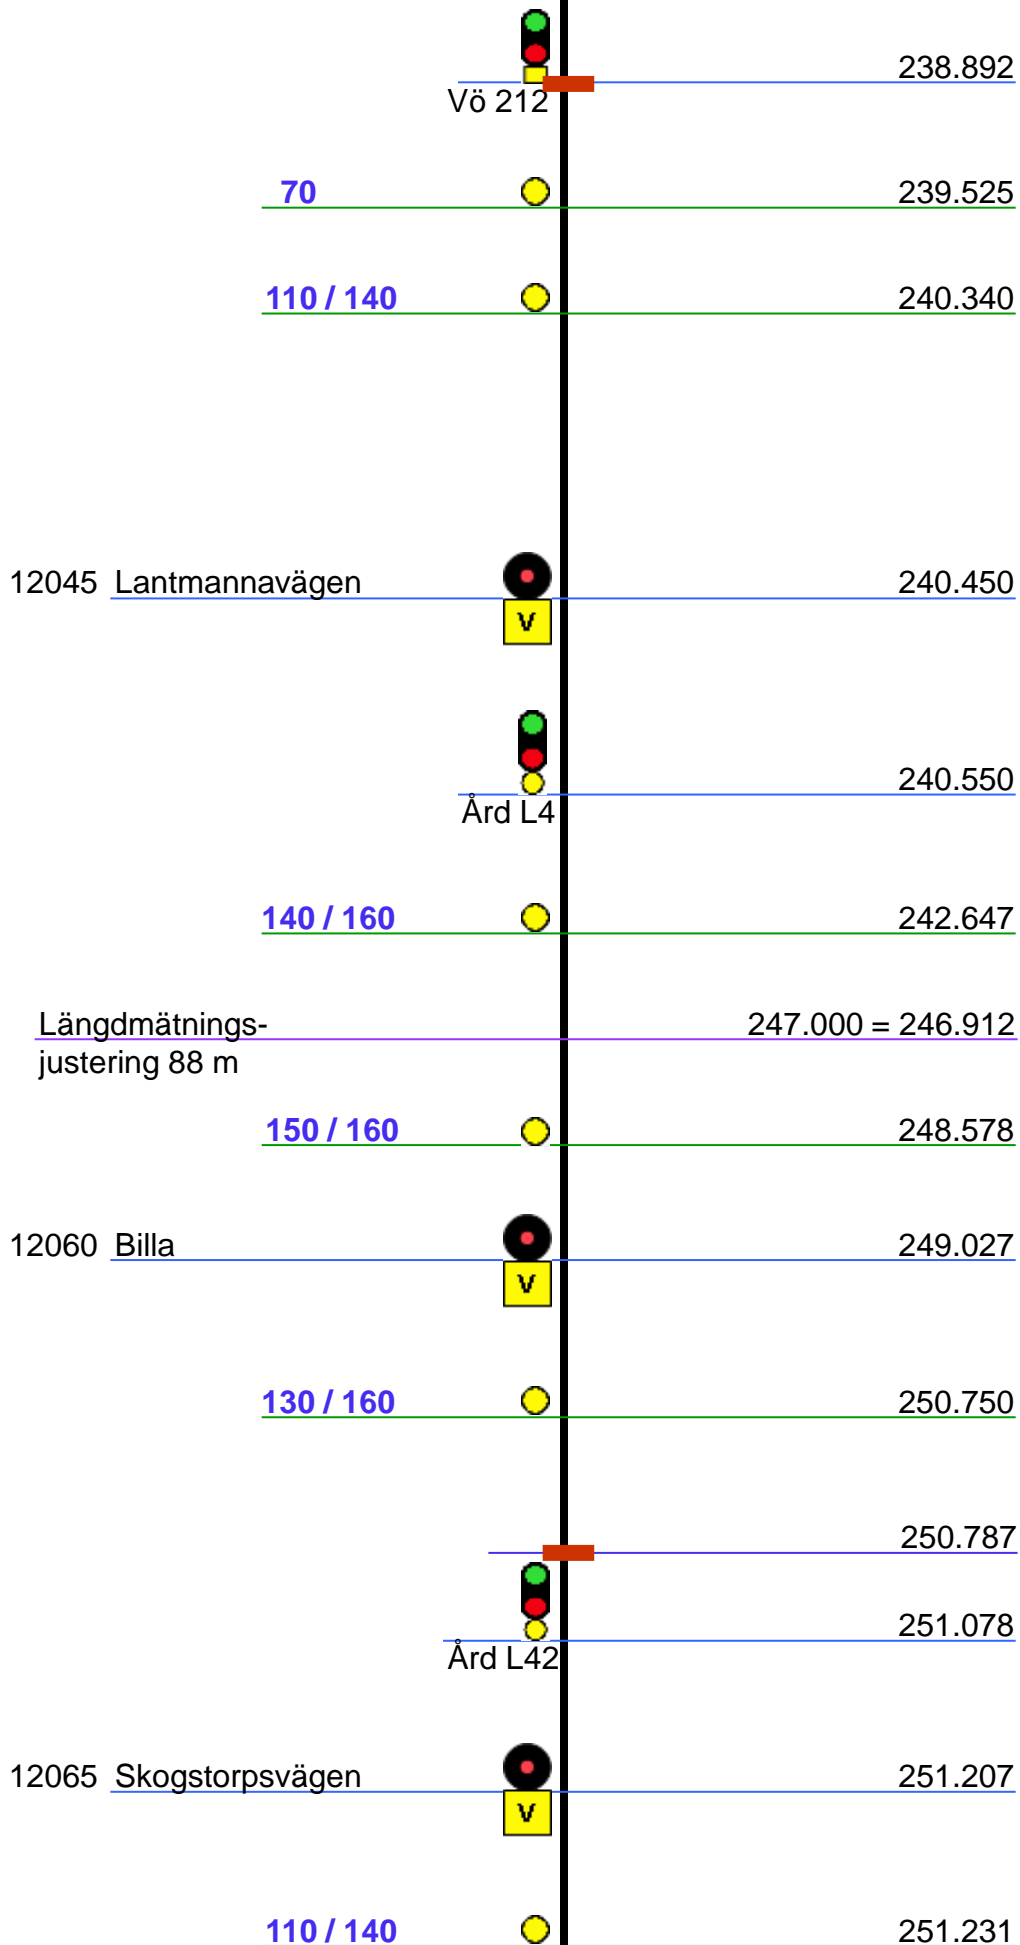 238.892
Vö 212
70 239.525
110 / 140 240.340
12045 Lantmannavägen 240.450
V
240.550
Ård L4
140 / 160 242.647
Längdmätnings- 247.000 = 246.912
justering 88 m
150 / 160 248.578
12060 Billa 249.027
V
130 / 160 250.750
250.787
251.078
Ård L42
12065 Skogstorpsvägen 251.207
V
110 / 140 251.231